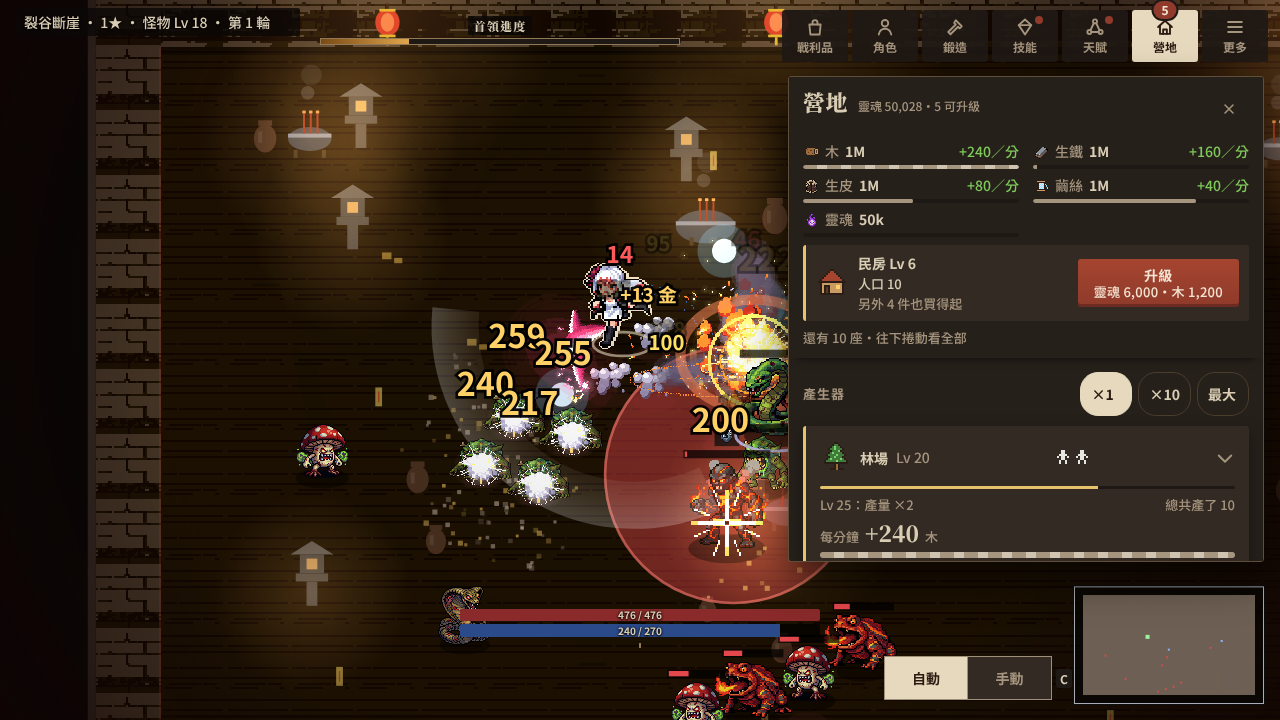 裂谷斷崖 · 1★ · 怪物 Lv 18 · 第 1 輪
首領進度
戰利品
角色
鍛造
技能
天賦
5
營地
更多
營地 靈魂 50,028 · 5 可升級
木 1M +240／分
生鐵 1M +160／分
生皮 1M +80／分
繭絲 1M +40／分
靈魂 50k
民房 Lv 6
人口 10
另外 4 件也買得起
升級
靈魂 6,000 · 木 1,200
還有 10 座 · 往下捲動看全部
產生器
×1
×10
最大
林場 Lv 20
Lv 25：產量 ×2
總共產了 10
每分鐘 +240 木
14
95
+13 金
100
259
255
240
217
200
476 / 476
240 / 270
自動
手動
C